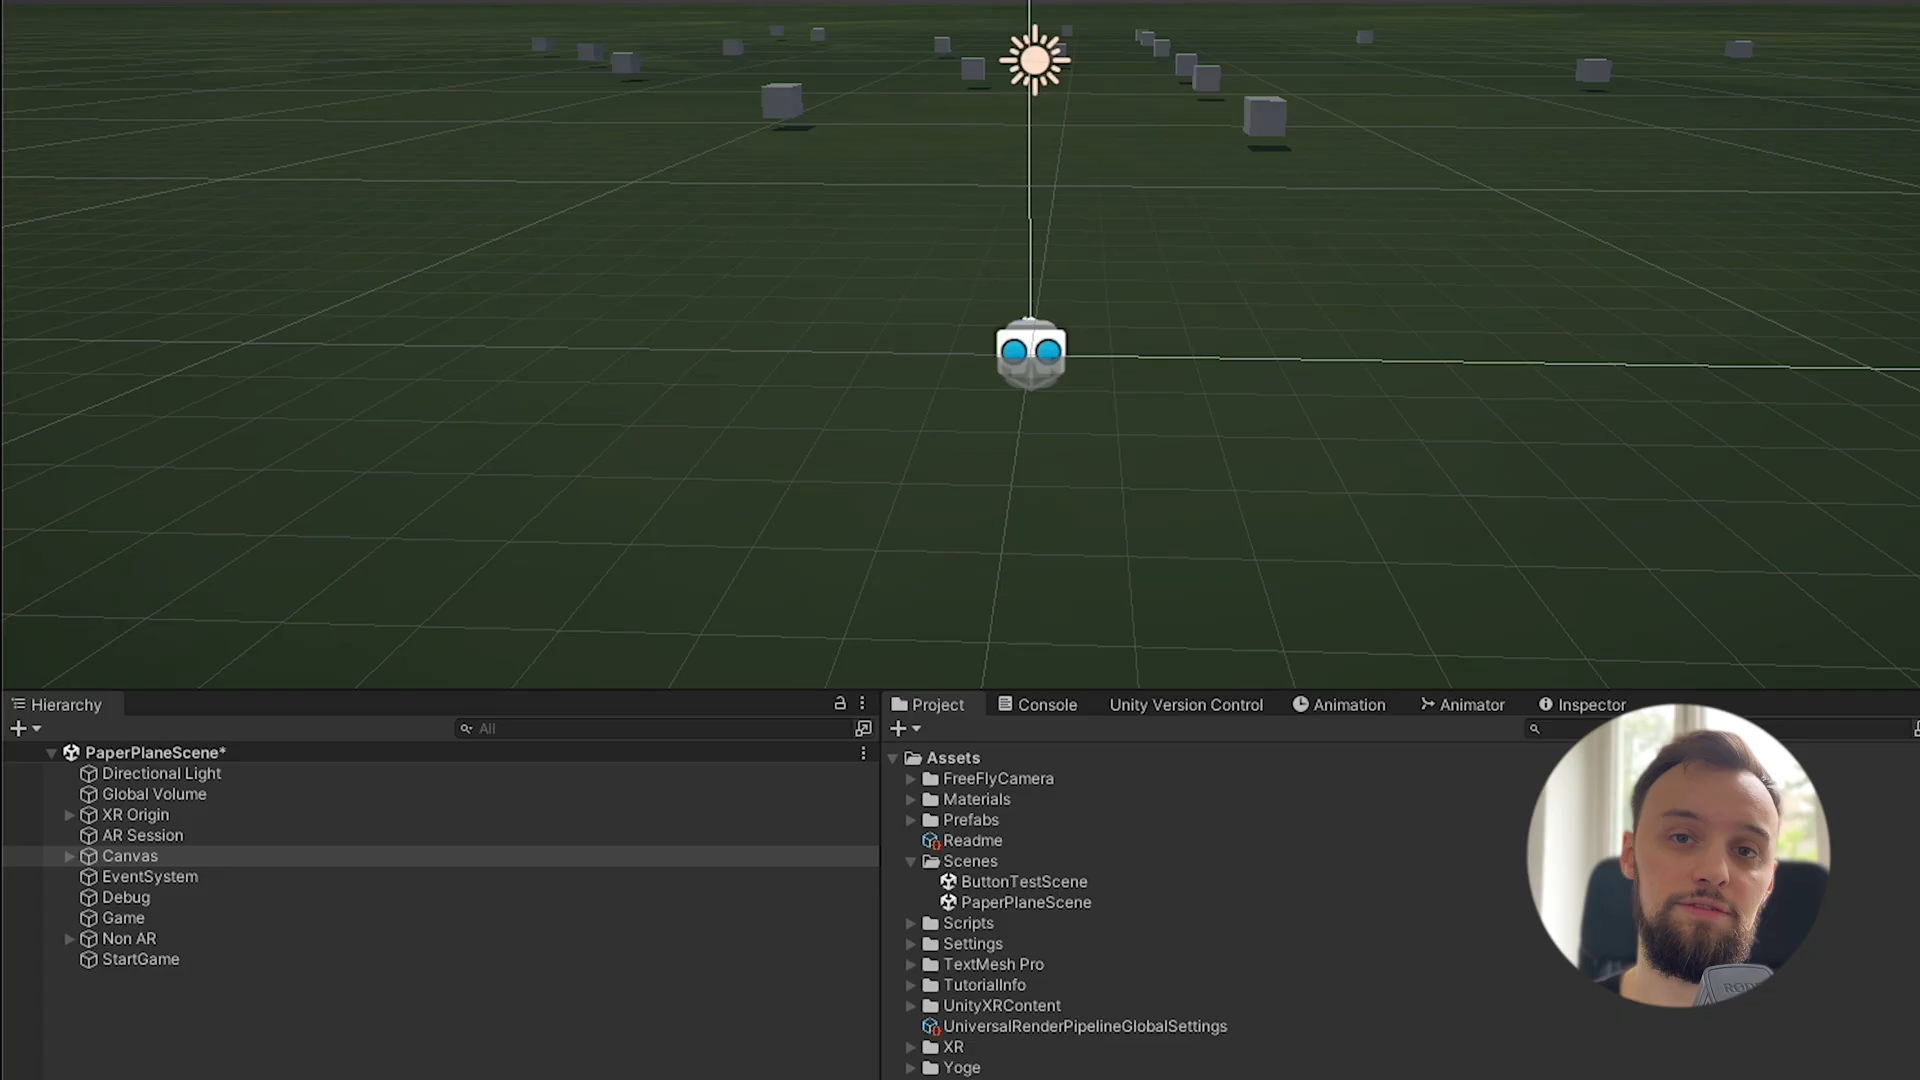 Hierarchy
All
PaperPlaneScene*
Directional Light
Global Volume
XR Origin
AR Session
Canvas
EventSystem
Debug
Game
Non AR
StartGame
Project Console Unity Version Control Animation Animator Inspector
Assets
FreeFlyCamera
Materials
Prefabs
Readme
Scenes
ButtonTestScene
PaperPlaneScene
Scripts
Settings
TextMesh Pro
TutorialInfo
UnityXRContent
UniversalRenderPipelineGlobalSettings
XR
Yoge